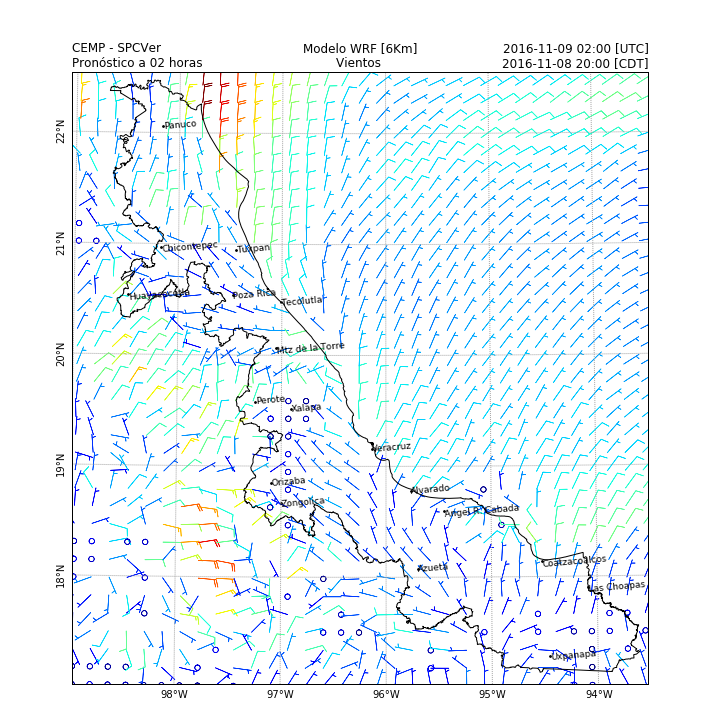 CEMP - SPCVer Modelo WRF [6Km] 2016-11-09 02:00 [UTC]
Pronóstico a 02 horas Vientos 2016-11-08 20:00 [CDT]
22°N
Panuco
21°N
Chicontepec Tuxpan
Huayacocotla Poza Rica Tecolutla
20°N
Mtz de la Torre
Perote Xalapa
19°N
Veracruz
Orizaba Alvarado
Zongolica Angel R. Cabada
18°N
Azueta Coatzacoalcos
Las Choapas
Uxpanapa
98°W 97°W 96°W 95°W 94°W